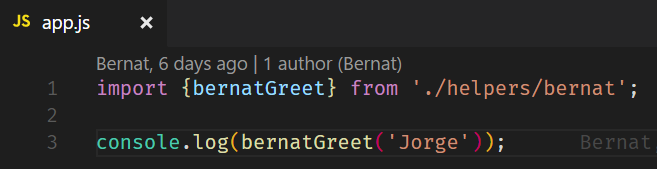 JS app.js ×
Bernat, 6 days ago | 1 author (Bernat)
1 import {bernatGreet} from './helpers/bernat';
2
3 console.log(bernatGreet('Jorge')); Bernat